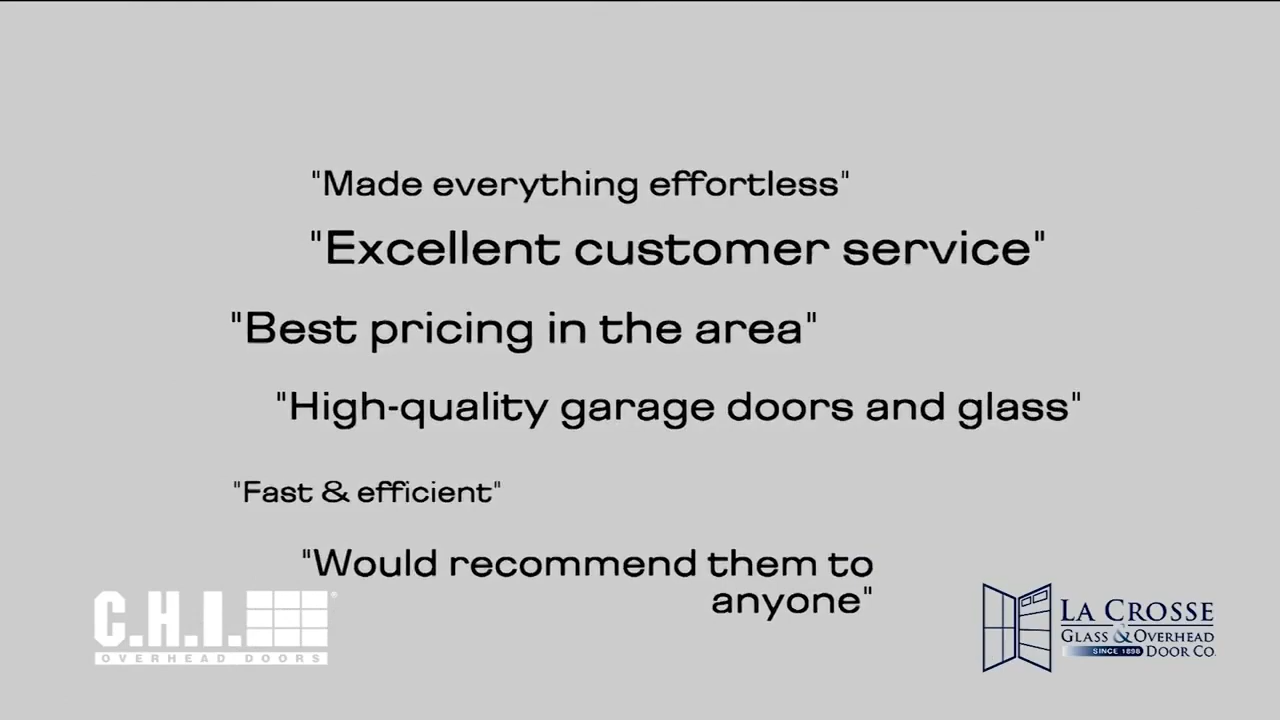 "Made everything effortless"
"Excellent customer service"
"Best pricing in the area"
"High-quality garage doors and glass"
"Fast & efficient"
"Would recommend them to
anyone"
C.H.I.®
OVERHEAD DOORS
LA CROSSE
GLASS & OVERHEAD
SINCE 1898 DOOR CO.